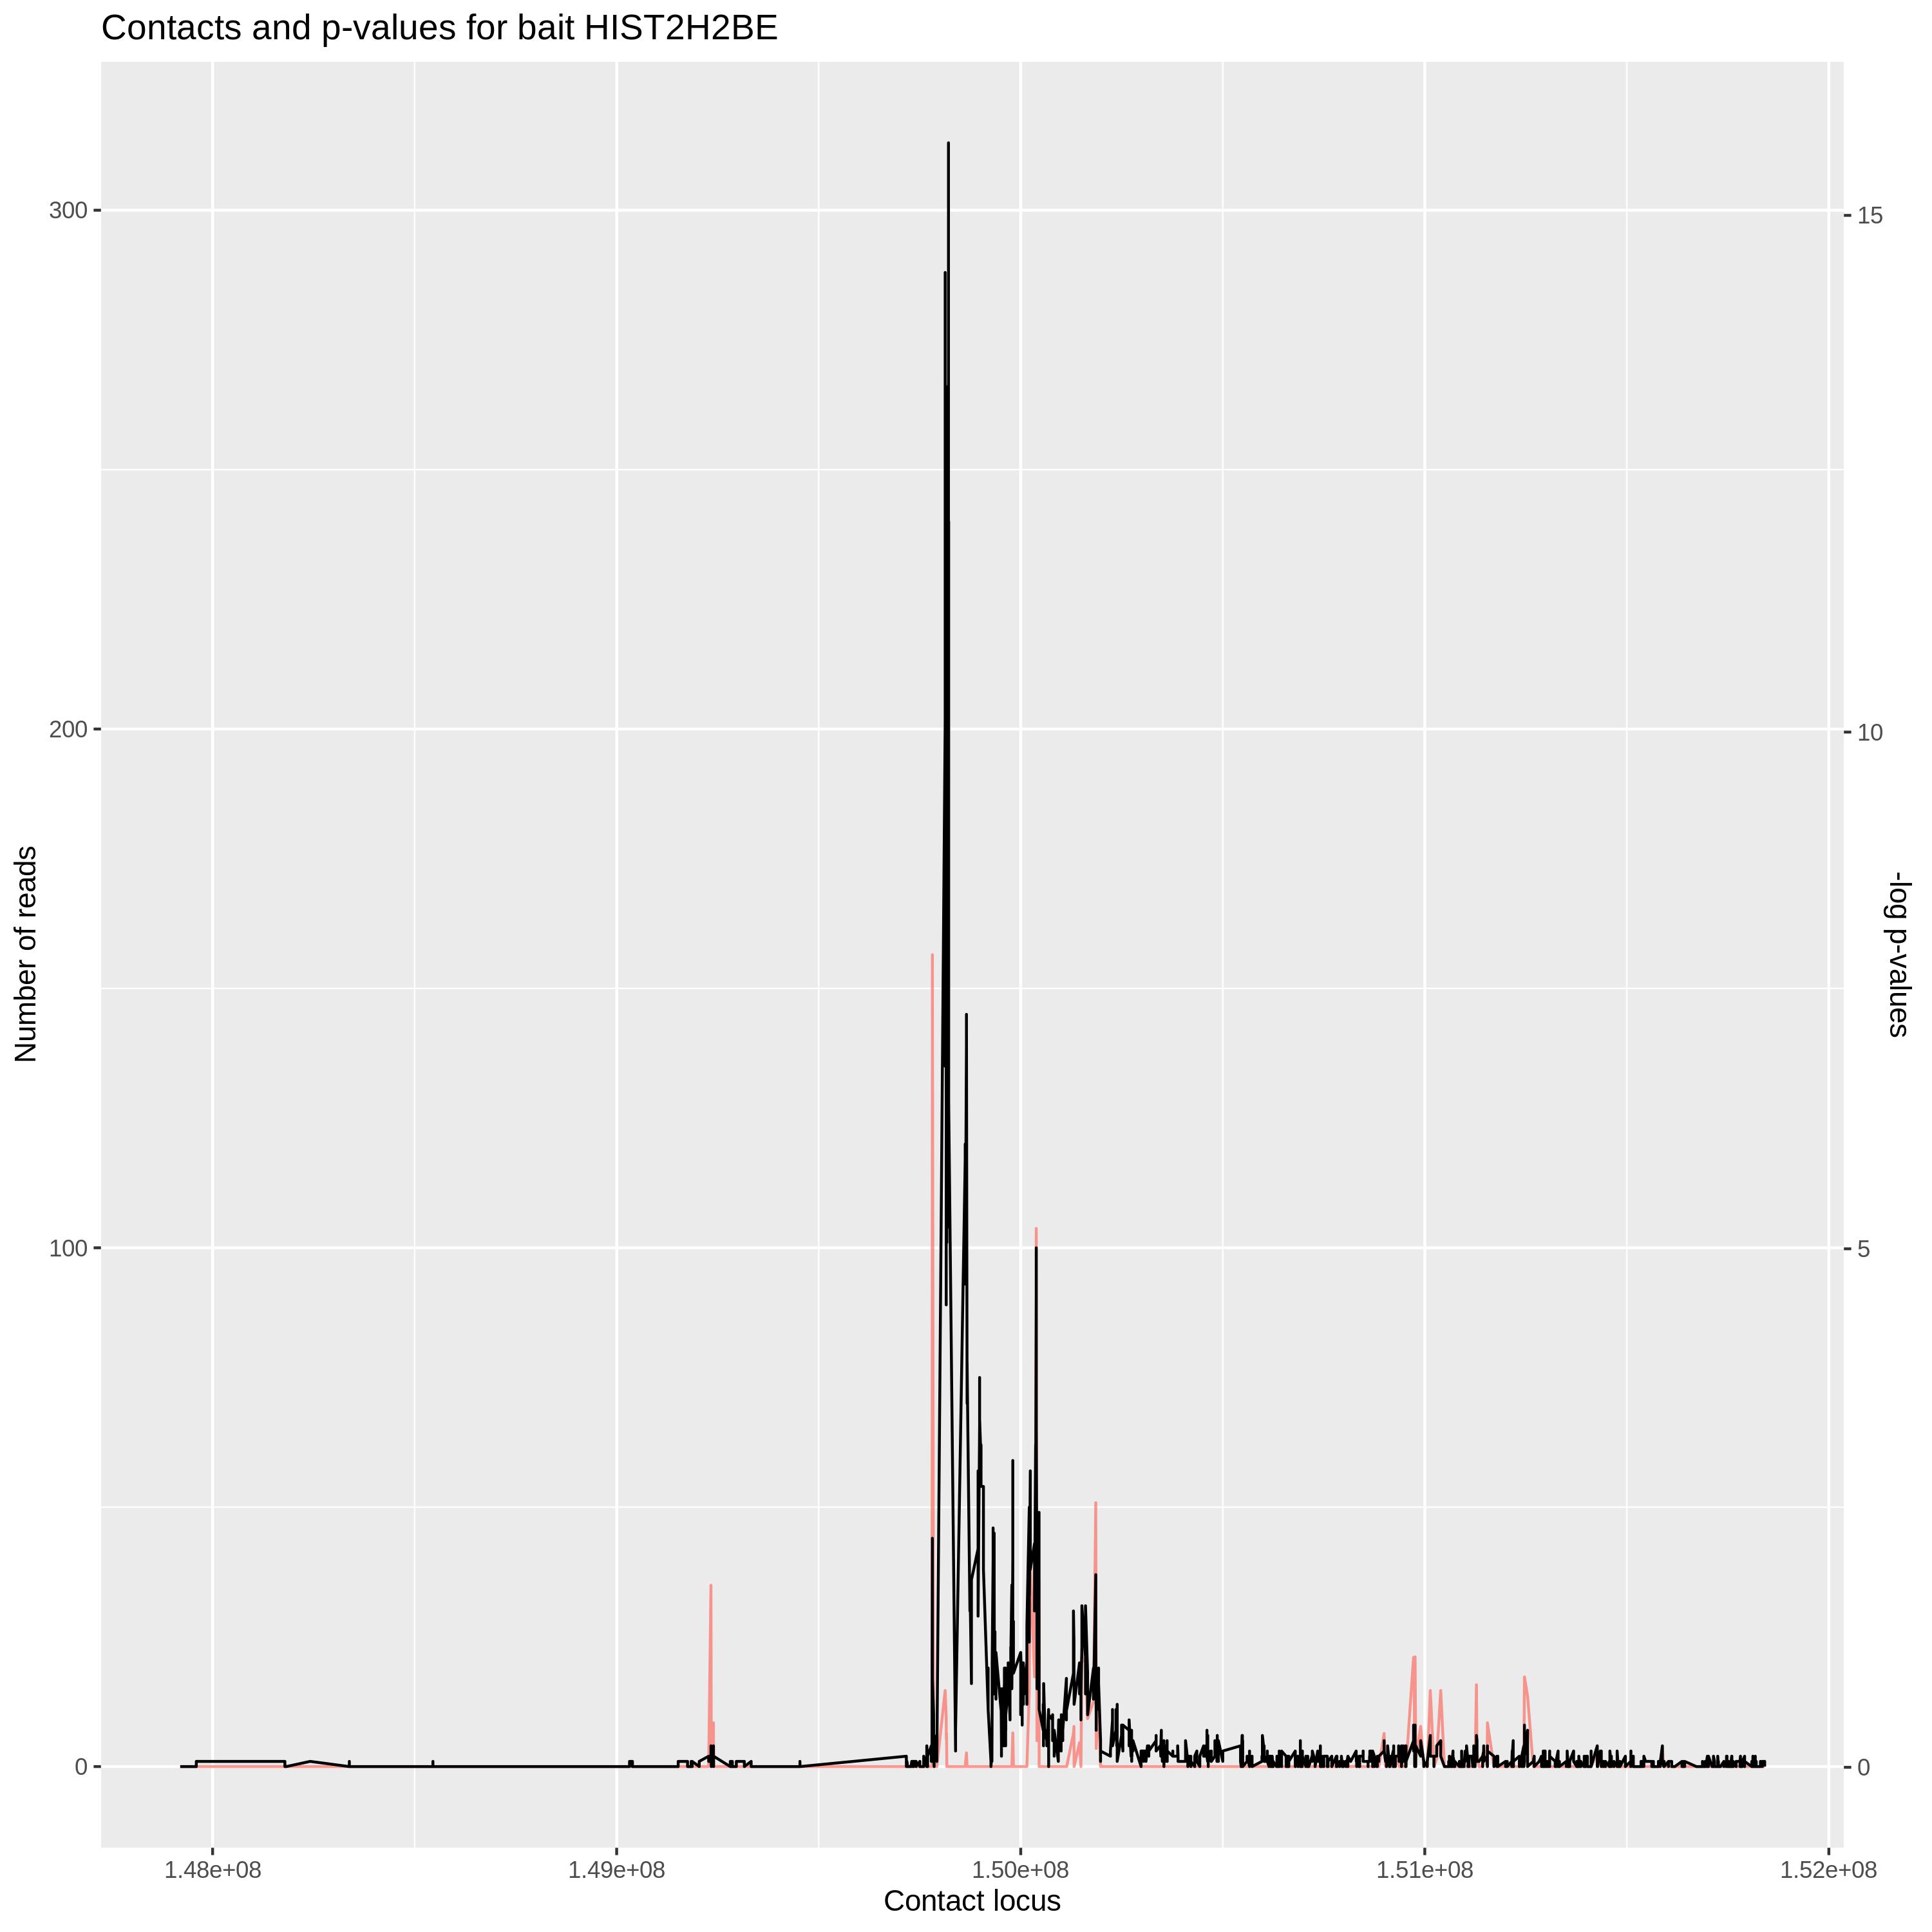 Contacts and p-values for bait HIST2H2BE
300
200
100
0
Number of reads
15
10
5
0
-log p-values
1.48e+08
1.49e+08
1.50e+08
1.51e+08
1.52e+08
Contact locus